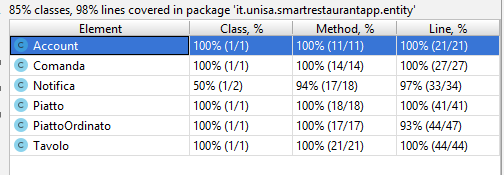 85% classes, 98% lines covered in package 'it.unisa.smartrestaurantapp.entity'
Element Class, % Method, % Line, %
C Account 100% (1/1) 100% (11/11) 100% (21/21)
C Comanda 100% (1/1) 100% (14/14) 100% (27/27)
C Notifica 50% (1/2) 94% (17/18) 97% (33/34)
C Piatto 100% (1/1) 100% (18/18) 100% (41/41)
C PiattoOrdinato 100% (1/1) 100% (17/17) 93% (44/47)
C Tavolo 100% (1/1) 100% (21/21) 100% (44/44)